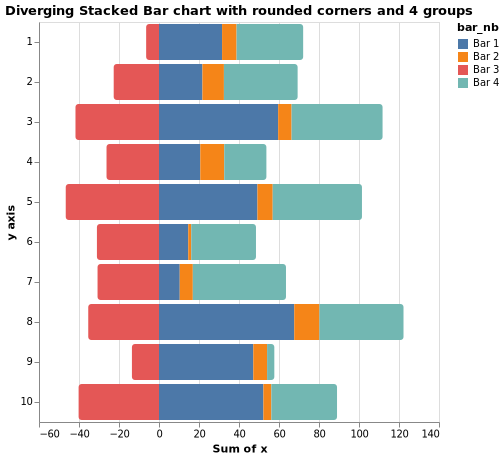 Diverging Stacked Bar chart with rounded corners and 4 groups
bar_nb
Bar 1
Bar 2
Bar 3
Bar 4
y axis
1
2
3
4
5
6
7
8
9
10
−60 −40 −20 0 20 40 60 80 100 120 140
Sum of x